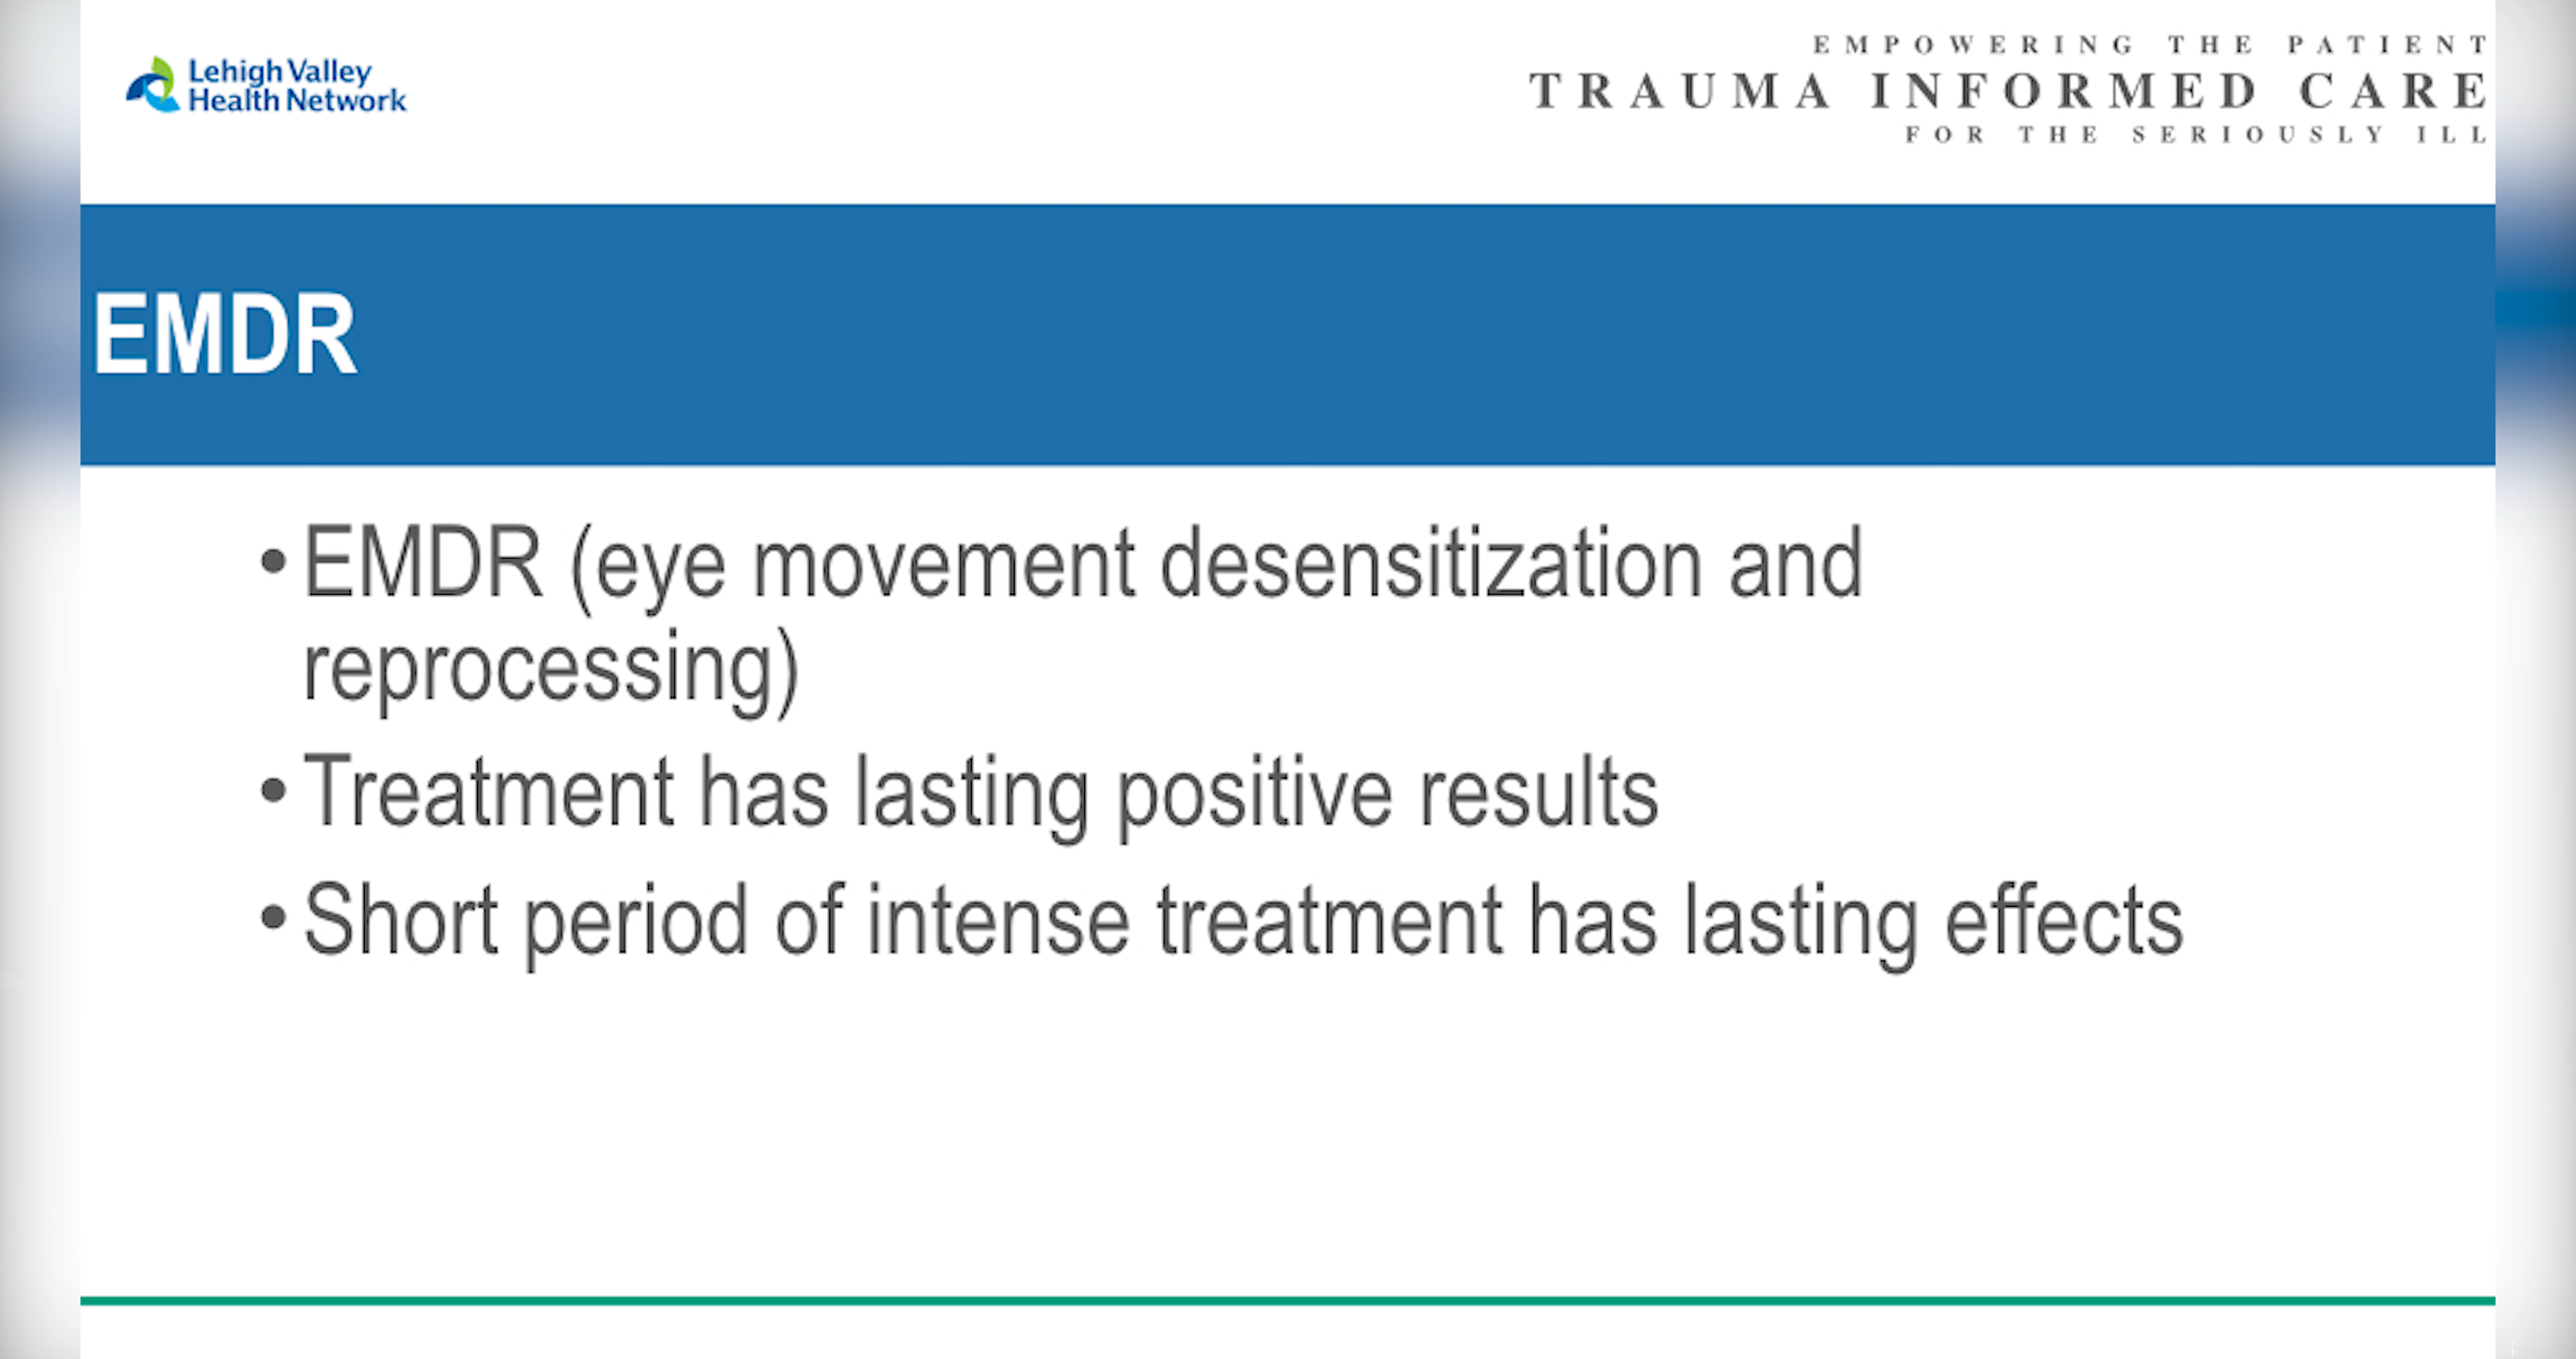 Lehigh Valley
Health Network
EMPOWERING THE PATIENT
TRAUMA INFORMED CARE
FOR THE SERIOUSLY ILL
EMDR
• EMDR (eye movement desensitization and
reprocessing)
• Treatment has lasting positive results
• Short period of intense treatment has lasting effects